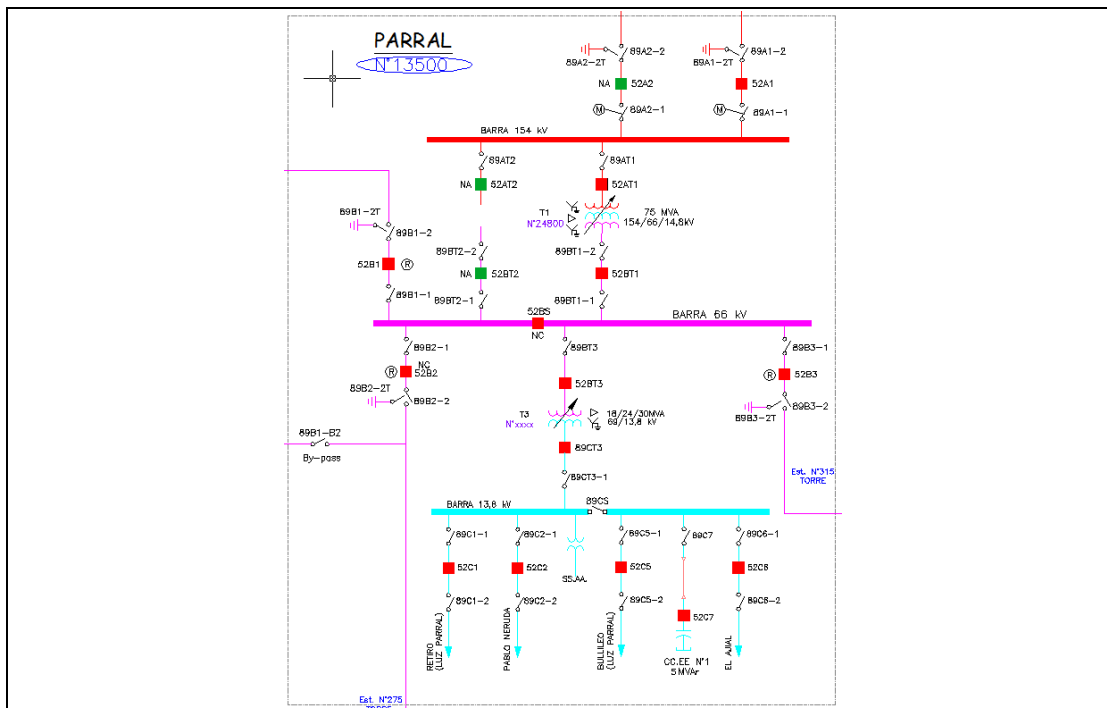 PARRAL
N°13500
89A2-2
89A1-2
89A2-2T
89A1-2T
NA
52A2
52A1
M
89A2-1
M
89A1-1
BARRA 154 kV
89AT2
89AT1
NA
52AT2
52AT1
T1
N°24800
75 MVA
154/66/14,8kV
89B1-2T
89B1-2
52B1
R
89B1-1
89BT2-2
89BT1-2
NA
52BT2
52BT1
89BT2-1
89BT1-1
52BS
NC
BARRA 66 kV
89B2-1
NC
R
52B2
89B2-2T
89B2-2
89BT3
52BT3
89B3-1
R
52B3
89B3-2
89B3-2T
T3
N°xxxx
18/24/30MVA
69/13,8 kV
89B1-B2
By-pass
89CT3
89CT3-1
Est. N°315
TORRE
BARRA 13,8 kV
89CS
89C1-1
89C2-1
89C5-1
89C7
89C6-1
52C1
52C2
SS.AA.
52C5
52C6
89C1-2
89C2-2
89C5-2
89C6-2
52C7
RETIRO
(LUZ PARRAL)
PABLO NERUDA
BULLILEO
(LUZ PARRAL)
CC.EE N°1
5 MVAr
EL AJIAL
Est. N°275
TORRE